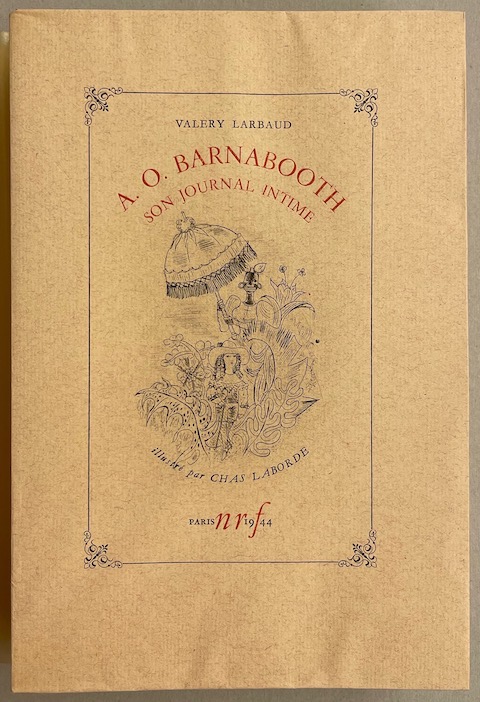 VALERY LARBAUD
A. O. BARNABOOTH
SON JOURNAL INTIME
illustré par CHAS LABORDE
PARIS nrf 1944